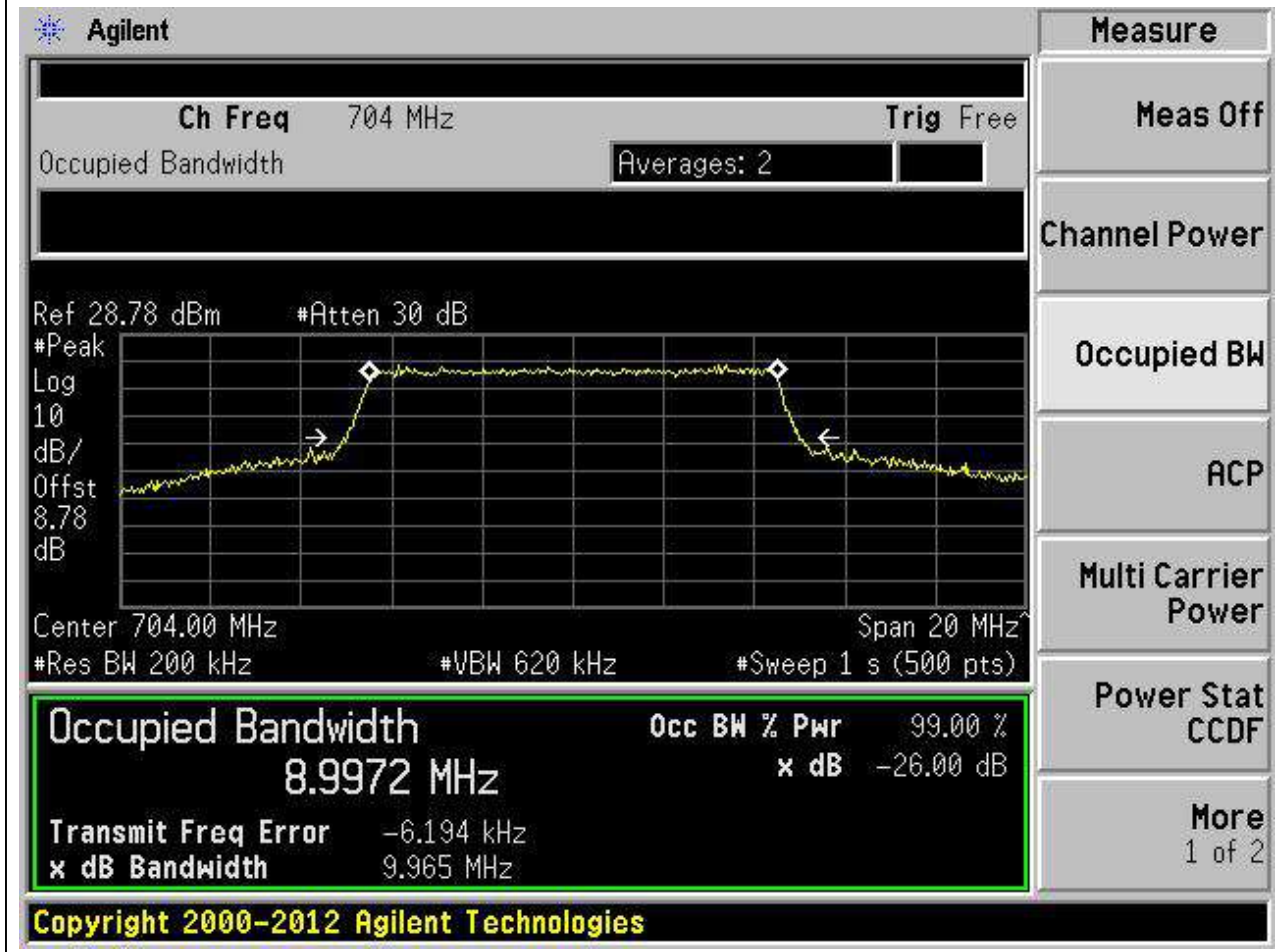 Agilent
Measure
Ch Freq 704 MHz Trig Free
Occupied Bandwidth Averages: 2
Ref 28.78 dBm #Atten 30 dB
#Peak
Log
10
dB/
Offst
8.78
dB
Center 704.00 MHz Span 20 MHz^
#Res BW 200 kHz #VBW 620 kHz #Sweep 1 s (500 pts)
Occupied Bandwidth Occ BW % Pwr 99.00 %
8.9972 MHz x dB -26.00 dB
Transmit Freq Error -6.194 kHz
x dB Bandwidth 9.965 MHz
Meas Off
Channel Power
Occupied BW
ACP
Multi Carrier
Power
Power Stat
CCDF
More
1 of 2
Copyright 2000-2012 Agilent Technologies